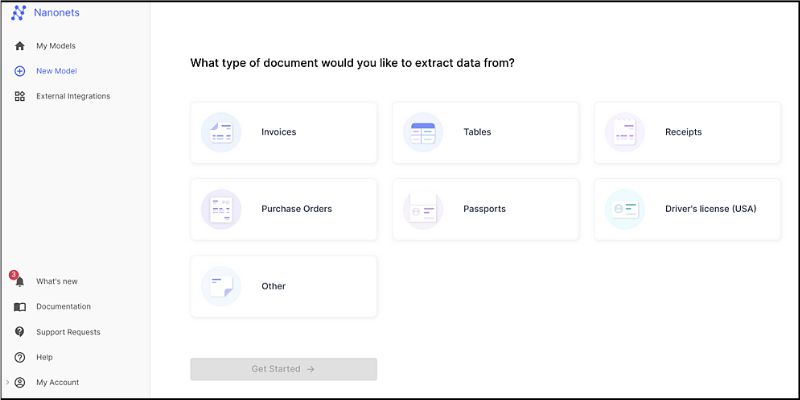 Nanonets
My Models
New Model
External Integrations
What type of document would you like to extract data from?
Invoices
Tables
Receipts
Purchase Orders
Passports
Driver's license (USA)
Other
Get Started →
3
What's new
Documentation
Support Requests
Help
My Account